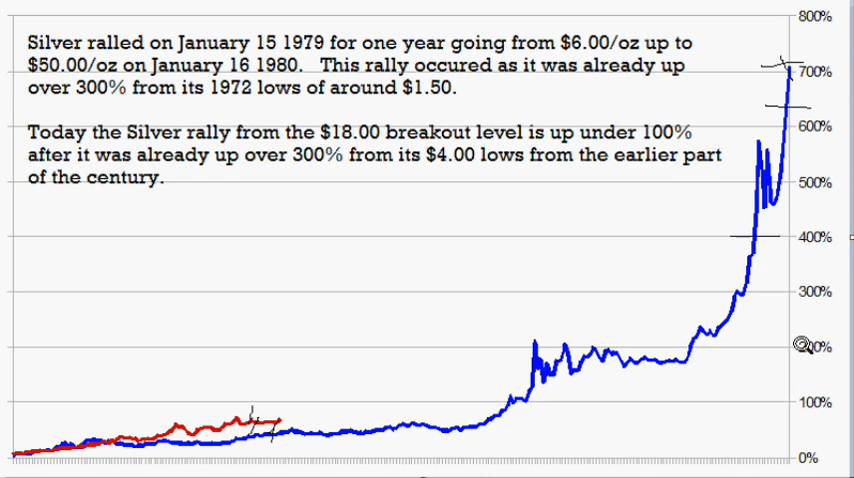 800%
Silver ralled on January 15 1979 for one year going from $6.00/oz up to
$50.00/oz on January 16 1980. This rally occured as it was already up
over 300% from its 1972 lows of around $1.50.
700%
Today the Silver rally from the $18.00 breakout level is up under 100%
after it was already up over 300% from its $4.00 lows from the earlier part
of the century.
600%
500%
400%
300%
00%
100%
0%